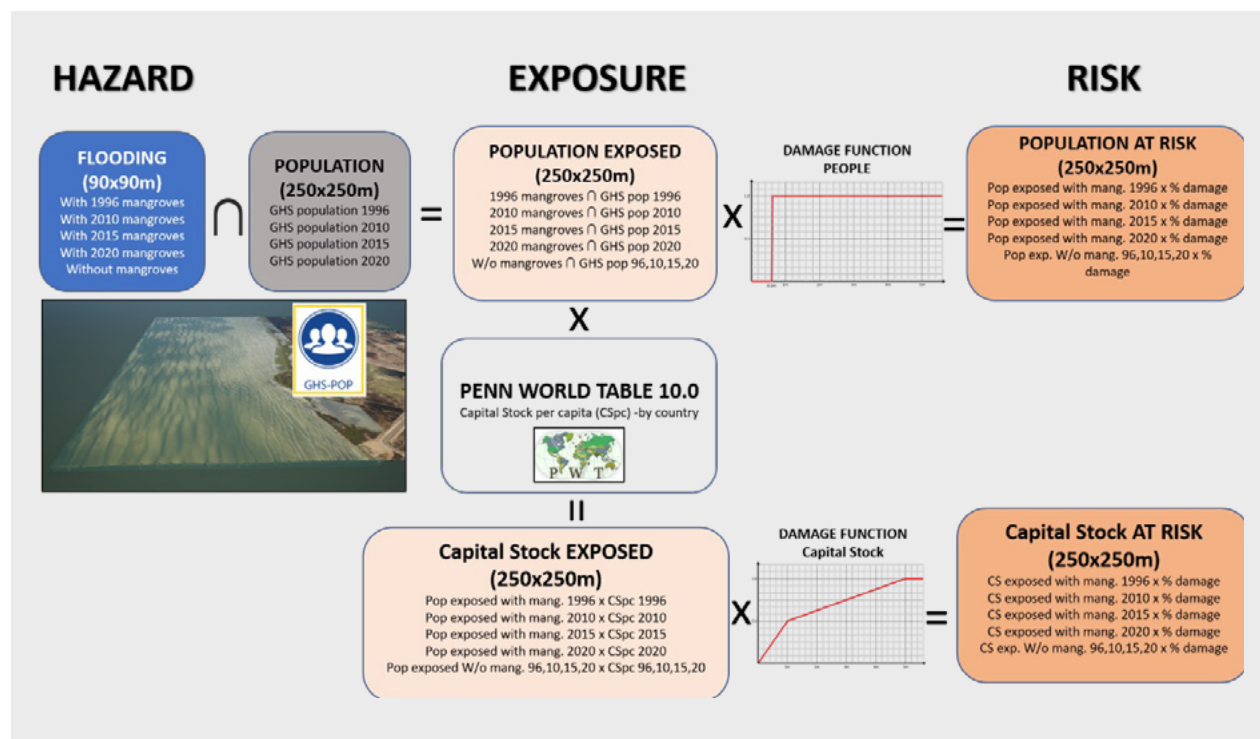 HAZARD
EXPOSURE
RISK
FLOODING
(90x90m)
With 1996 mangroves
With 2010 mangroves
With 2015 mangroves
With 2020 mangroves
Without mangroves
∩
POPULATION
(250x250m)
GHS population 1996
GHS population 2010
GHS population 2015
GHS population 2020
=
POPULATION EXPOSED
(250x250m)
1996 mangroves ∩ GHS pop 1996
2010 mangroves ∩ GHS pop 2010
2015 mangroves ∩ GHS pop 2015
2020 mangroves ∩ GHS pop 2020
W/o mangroves ∩ GHS pop 96,10,15,20
X
DAMAGE FUNCTION
PEOPLE
=
POPULATION AT RISK
(250x250m)
Pop exposed with mang. 1996 x % damage
Pop exposed with mang. 2010 x % damage
Pop exposed with mang. 2015 x % damage
Pop exposed with mang. 2020 x % damage
Pop exp. W/o mang. 96,10,15,20 x %
damage
GHS-POP
X
PENN WORLD TABLE 10.0
Capital Stock per capita (CSpc) -by country
P W T
=
Capital Stock EXPOSED
(250x250m)
Pop exposed with mang. 1996 x CSpc 1996
Pop exposed with mang. 2010 x CSpc 2010
Pop exposed with mang. 2015 x CSpc 2015
Pop exposed with mang. 2020 x CSpc 2020
Pop exposed W/o mang. 96,10,15,20 x CSpc 96,10,15,20
X
DAMAGE FUNCTION
Capital Stock
=
Capital Stock AT RISK
(250x250m)
CS exposed with mang. 1996 x % damage
CS exposed with mang. 2010 x % damage
CS exposed with mang. 2015 x % damage
CS exposed with mang. 2020 x % damage
CS exp. W/o mang. 96,10,15,20 x % damage